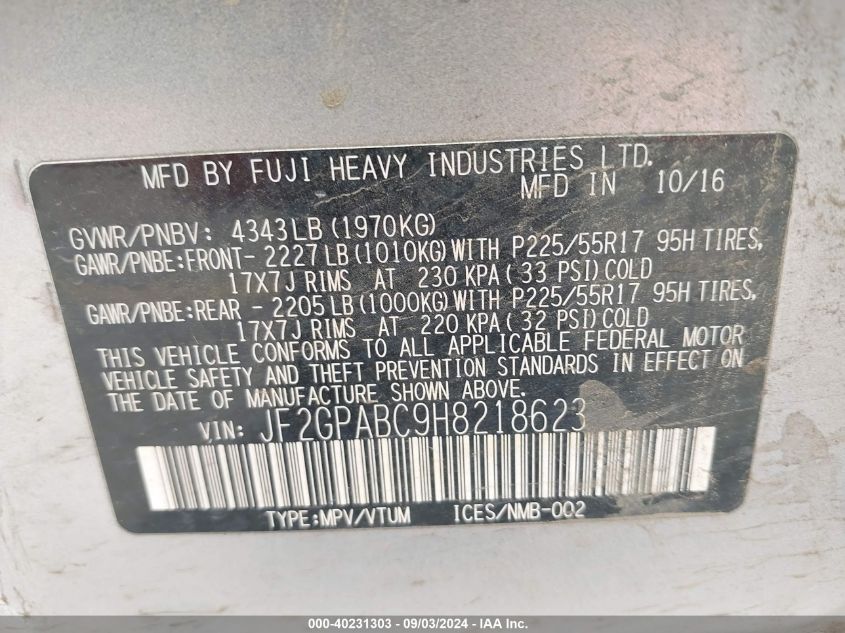 MFD BY FUJI HEAVY INDUSTRIES LTD.
MFD IN 10/16
GVWR/PNBV: 4343LB(1970KG)
GAWR/PNBE:FRONT- 2227LB(1010KG)WITH P225/55R17 95H TIRES,
17X7J RIMS AT 230 KPA(33 PSI)COLD
GAWR/PNBE:REAR - 2205LB(1000KG)WITH P225/55R17 95H TIRES,
17X7J RIMS AT 220 KPA(32 PSI)COLD
THIS VEHICLE CONFORMS TO ALL APPLICABLE FEDERAL MOTOR
VEHICLE SAFETY AND THEFT PREVENTION STANDARDS IN EFFECT ON
THE DATE OF MANUFACTURE SHOWN ABOVE.
VIN: JF2GPABC9H8218623
TYPE:MPV/VTUM ICES/NMB-002
000-40231303 - 09/03/2024 - IAA Inc.